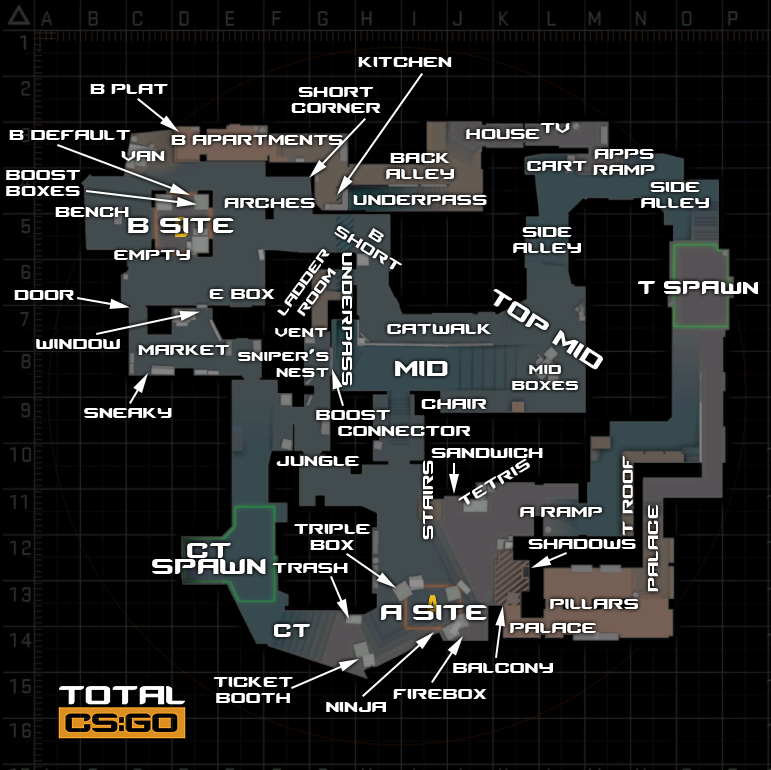 A B C D E F G H I J K L M N O P
1
2
3
4
5
6
7
8
9
10
11
12
13
14
15
16
KITCHEN
B PLAT
SHORT
CORNER
B DEFAULT
B APARTMENTS
HOUSE
TV
VAN
BACK
ALLEY
CART
APPS
RAMP
BOOST
BOXES
SIDE
ALLEY
ARCHES
UNDERPASS
BENCH
B SITE
B
SHORT
SIDE
ALLEY
EMPTY
LADDER
ROOM
UNDERPASS
T SPAWN
DOOR
E BOX
TOP MID
VENT
CATWALK
WINDOW
MARKET
SNIPER'S
NEST
MID
MID
BOXES
SNEAKY
BOOST
CHAIR
CONNECTOR
JUNGLE
SANDWICH
STAIRS
TETRIS
T ROOF
A RAMP
PALACE
TRIPLE
BOX
SHADOWS
CT
SPAWN
TRASH
A SITE
PILLARS
CT
PALACE
BALCONY
TICKET
BOOTH
NINJA
FIREBOX
TOTAL
CS:GO